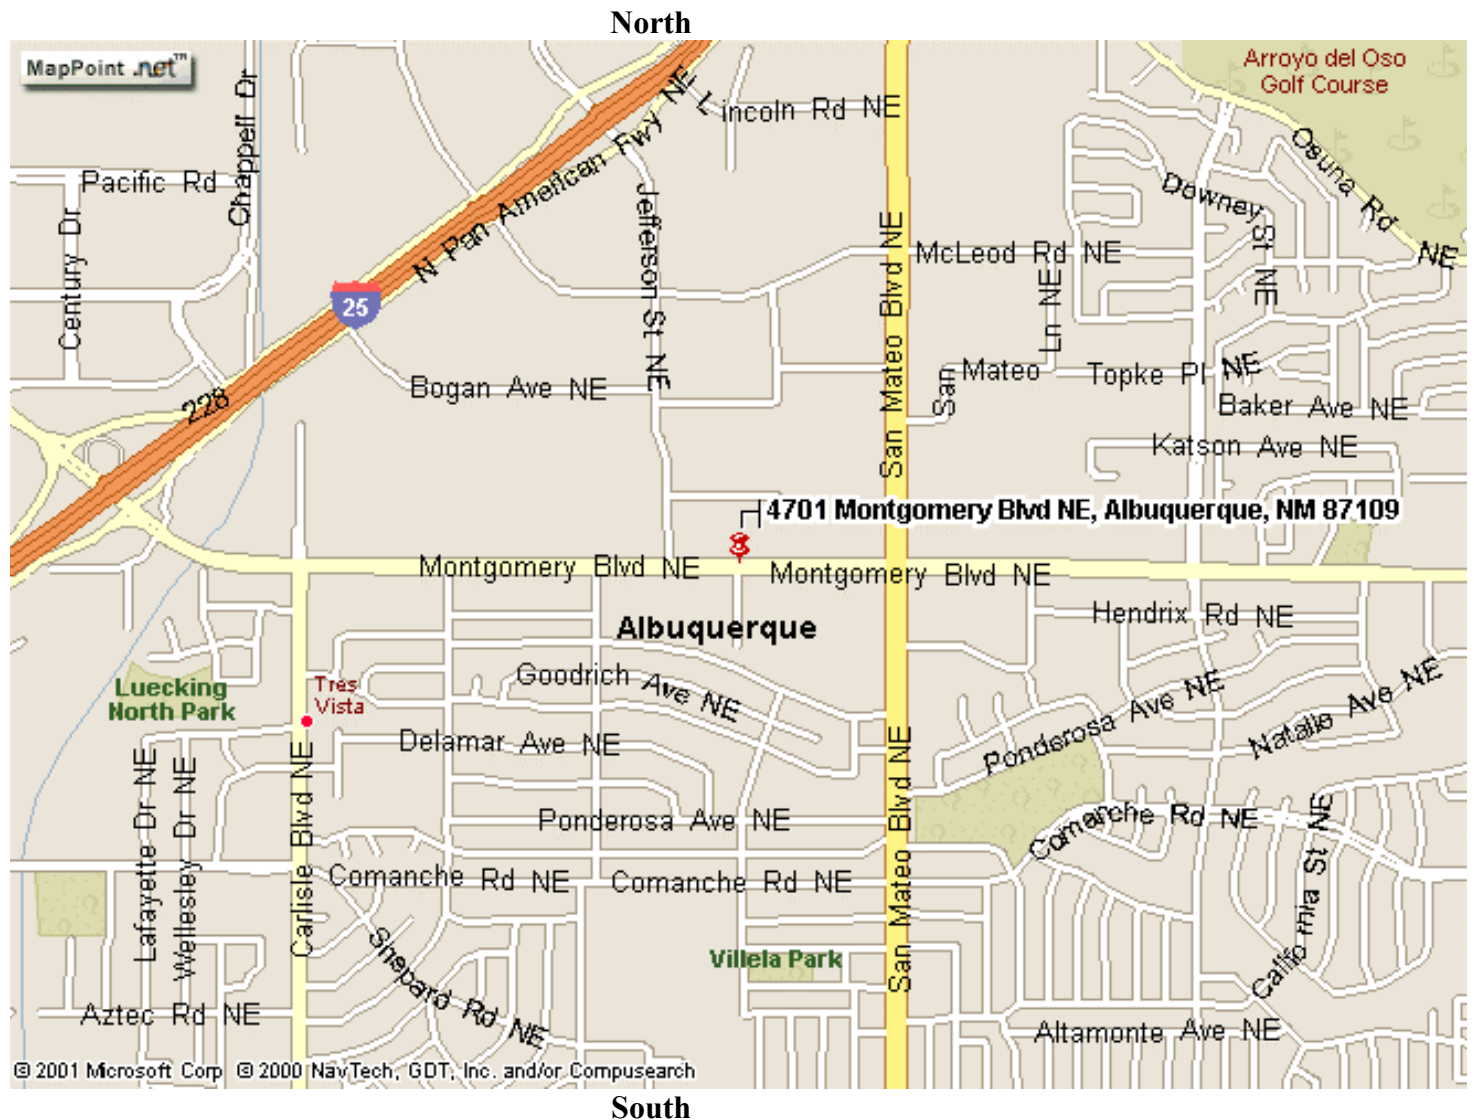 North
MapPoint .net™
Arroyo del Oso
Golf Course
Chappell Dr
Lincoln Rd NE
N Pan American Fwy NE
Osuna Rd NE
Pacific Rd
Jefferson St NE
Downey St NE
Century Dr
San Mateo Blvd NE
McLeod Rd NE
25
San Mateo Ln NE
Topke Pl NE
Bogan Ave NE
228
Baker Ave NE
Katson Ave NE
4701 Montgomery Blvd NE, Albuquerque, NM 87109
Montgomery Blvd NE
Montgomery Blvd NE
Hendrix Rd NE
Albuquerque
Goodrich Ave NE
Luecking
North Park
Tres
Vista
Ponderosa Ave NE
Natalie Ave NE
Delamar Ave NE
Lafayette Dr NE
Wellesley Dr NE
Carlisle Blvd NE
Ponderosa Ave NE
San Mateo Blvd NE
Comanche Rd NE
California St NE
Comanche Rd NE
Comanche Rd NE
Shepard Rd NE
Villela Park
Aztec Rd NE
Altamonte Ave NE
© 2001 Microsoft Corp © 2000 NavTech, GDT, Inc. and/or Compusearch
South